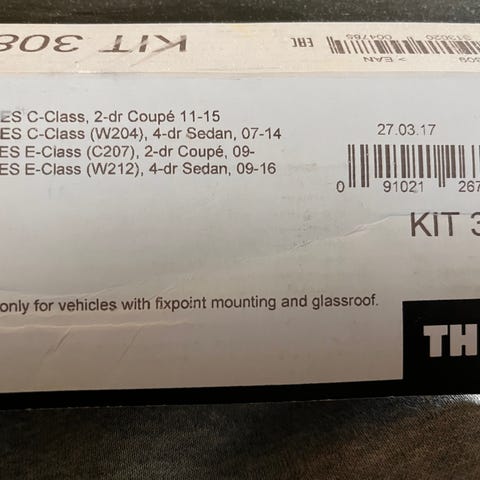 KIT 308
EAC
> EAN
ES C-Class, 2-dr Coupé 11-15
ES C-Class (W204), 4-dr Sedan, 07-14
ES E-Class (C207), 2-dr Coupé, 09-
ES E-Class (W212), 4-dr Sedan, 09-16
27.03.17
0 91021 267
KIT 3
only for vehicles with fixpoint mounting and glassroof.
TH